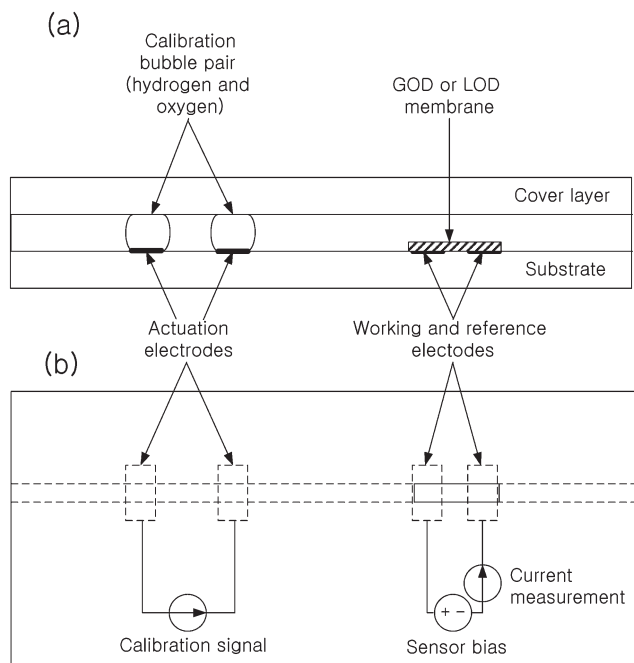 (a)
Calibration
bubble pair
(hydrogen and
oxygen)
GOD or LOD
membrane
Cover layer
Substrate
Actuation
electrodes
Working and reference
electodes
(b)
Calibration signal
+ -
Sensor bias
Current
measurement